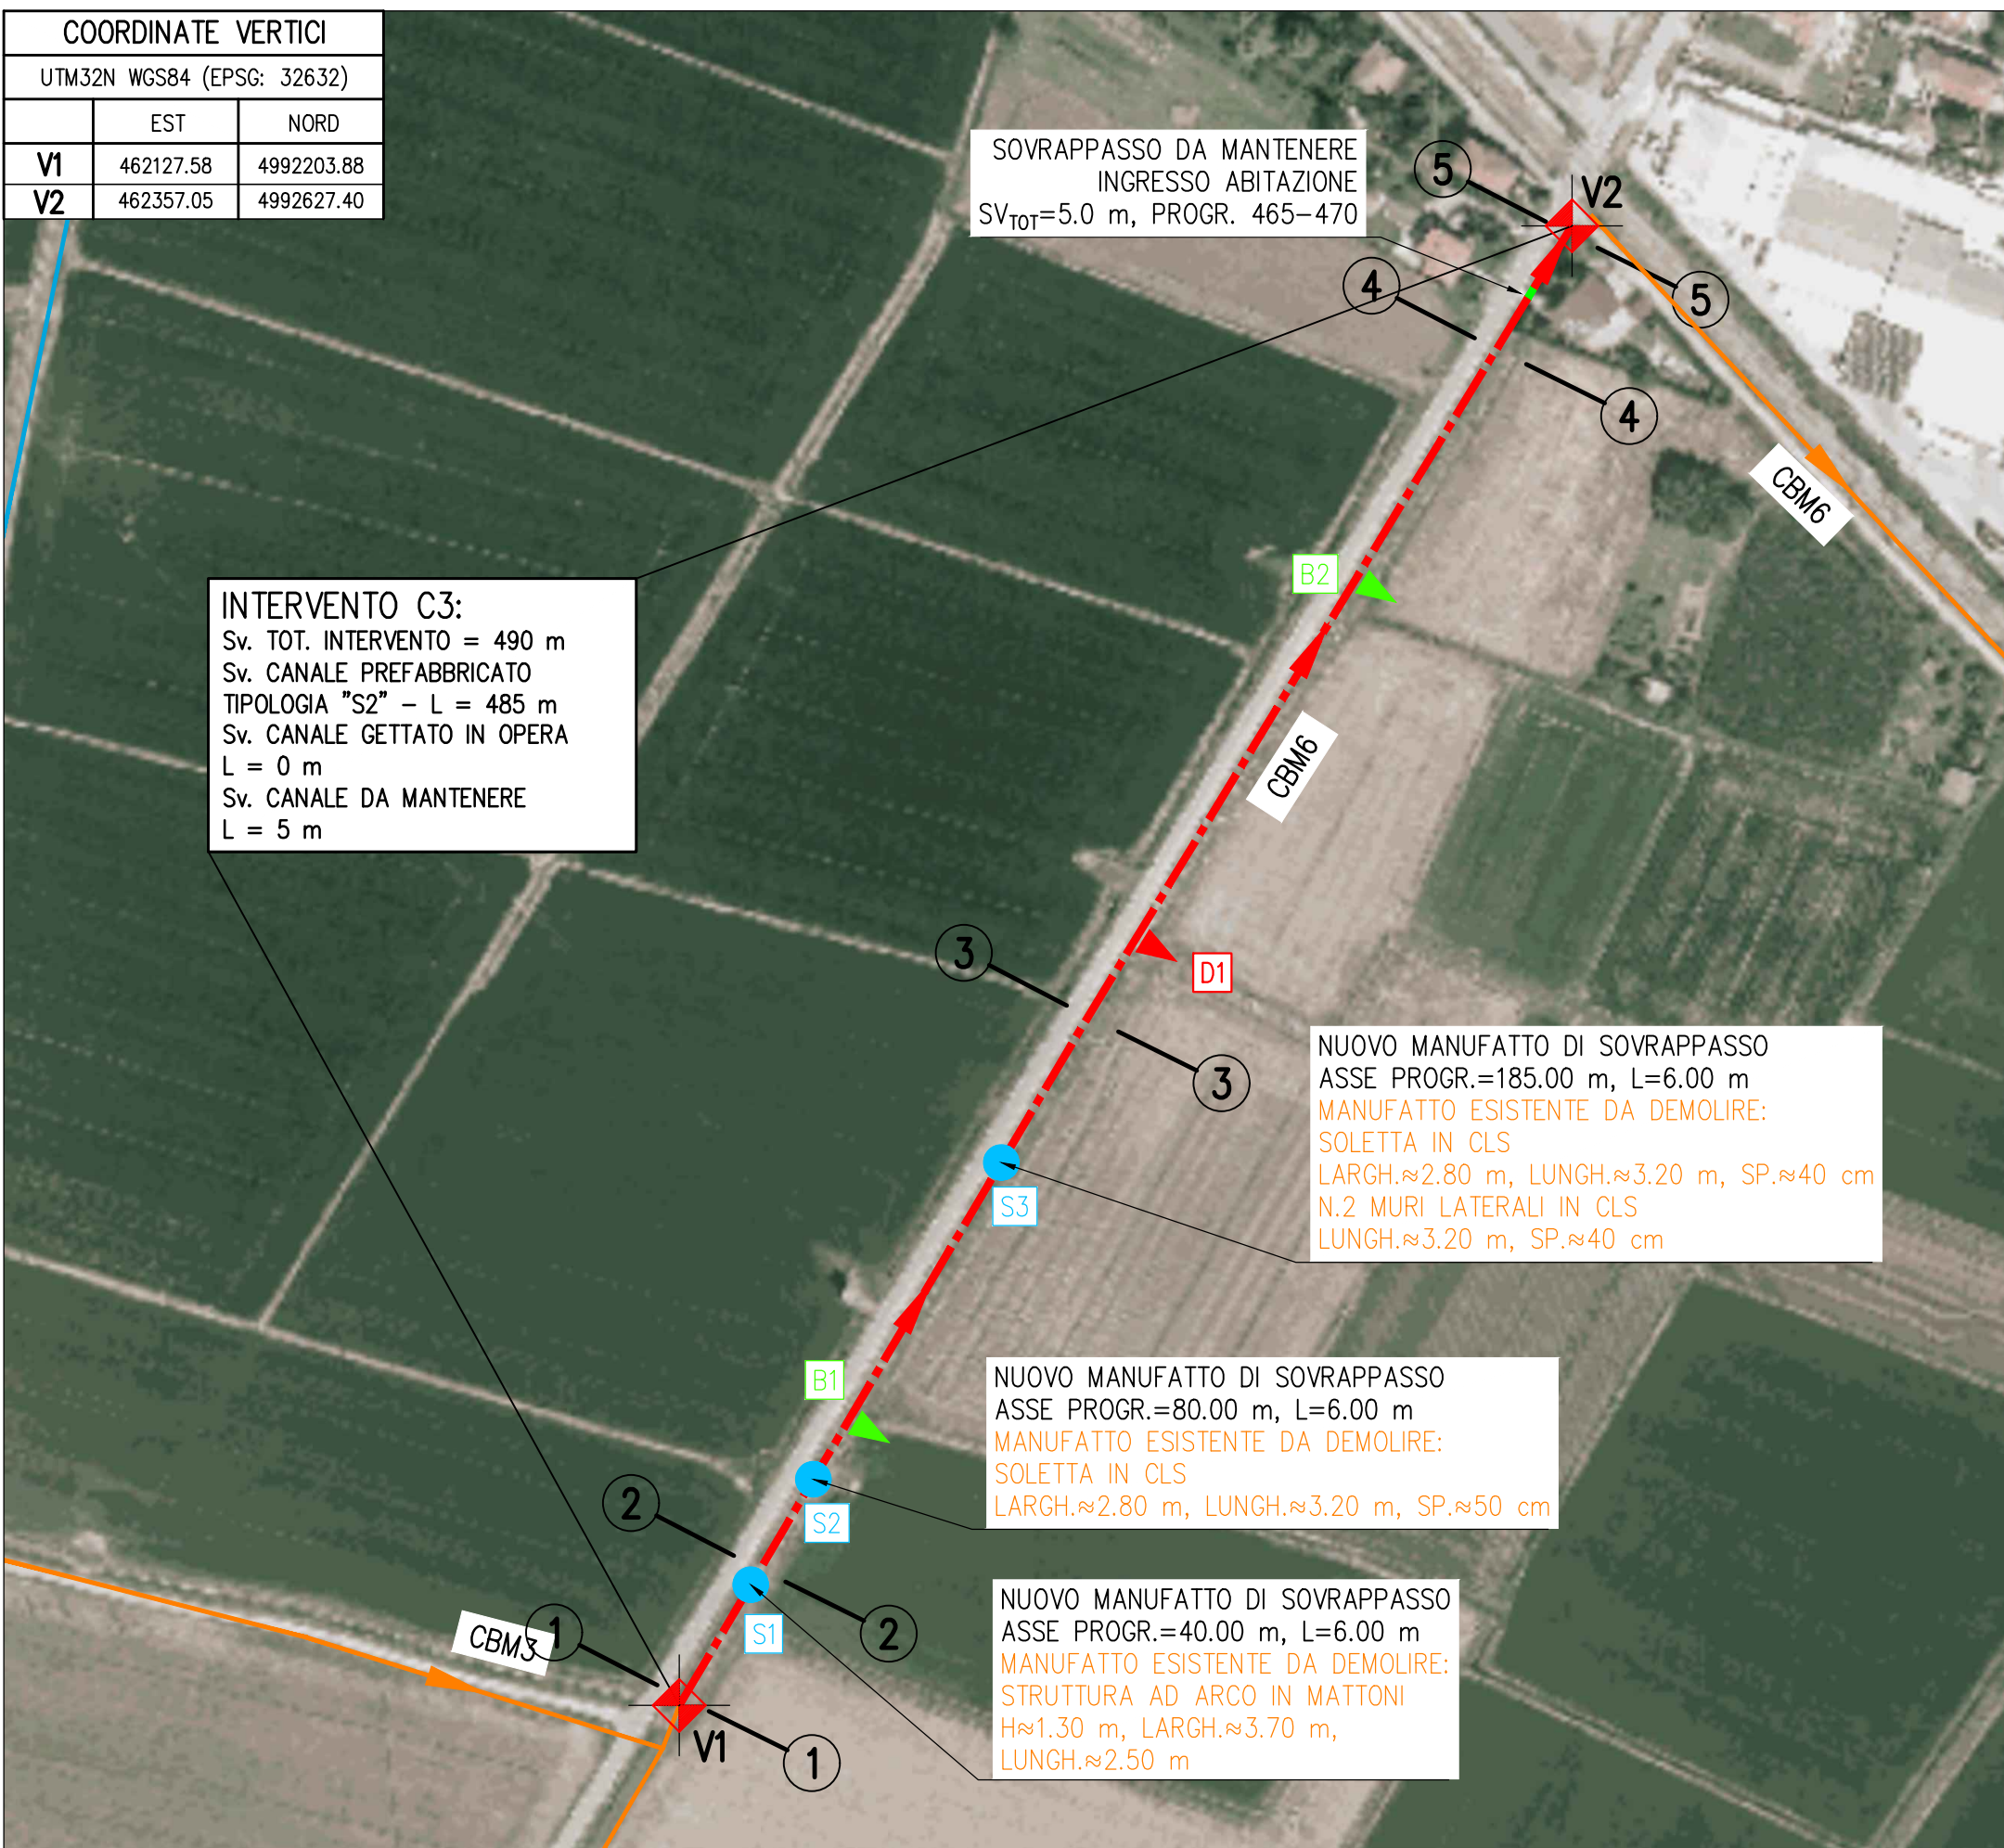 COORDINATE VERTICI
UTM32N WGS84 (EPSG: 32632)
EST NORD
V1 462127.58 4992203.88
V2 462357.05 4992627.40
SOVRAPPASSO DA MANTENERE
INGRESSO ABITAZIONE
SVTOT=5.0 m, PROGR. 465-470
5
V2
4
5
4
CBM6
B2
INTERVENTO C3:
Sv. TOT. INTERVENTO = 490 m
Sv. CANALE PREFABBRICATO
TIPOLOGIA "S2" - L = 485 m
Sv. CANALE GETTATO IN OPERA
L = 0 m
Sv. CANALE DA MANTENERE
L = 5 m
CBM6
3
D1
3
NUOVO MANUFATTO DI SOVRAPPASSO
ASSE PROGR.=185.00 m, L=6.00 m
MANUFATTO ESISTENTE DA DEMOLIRE:
SOLETTA IN CLS
LARGH.≈2.80 m, LUNGH.≈3.20 m, SP.≈40 cm
N.2 MURI LATERALI IN CLS
LUNGH.≈3.20 m, SP.≈40 cm
S3
B1
NUOVO MANUFATTO DI SOVRAPPASSO
ASSE PROGR.=80.00 m, L=6.00 m
MANUFATTO ESISTENTE DA DEMOLIRE:
SOLETTA IN CLS
LARGH.≈2.80 m, LUNGH.≈3.20 m, SP.≈50 cm
2
S2
NUOVO MANUFATTO DI SOVRAPPASSO
ASSE PROGR.=40.00 m, L=6.00 m
MANUFATTO ESISTENTE DA DEMOLIRE:
STRUTTURA AD ARCO IN MATTONI
H≈1.30 m, LARGH.≈3.70 m,
LUNGH.≈2.50 m
S1
2
CBM3
1
V1
1